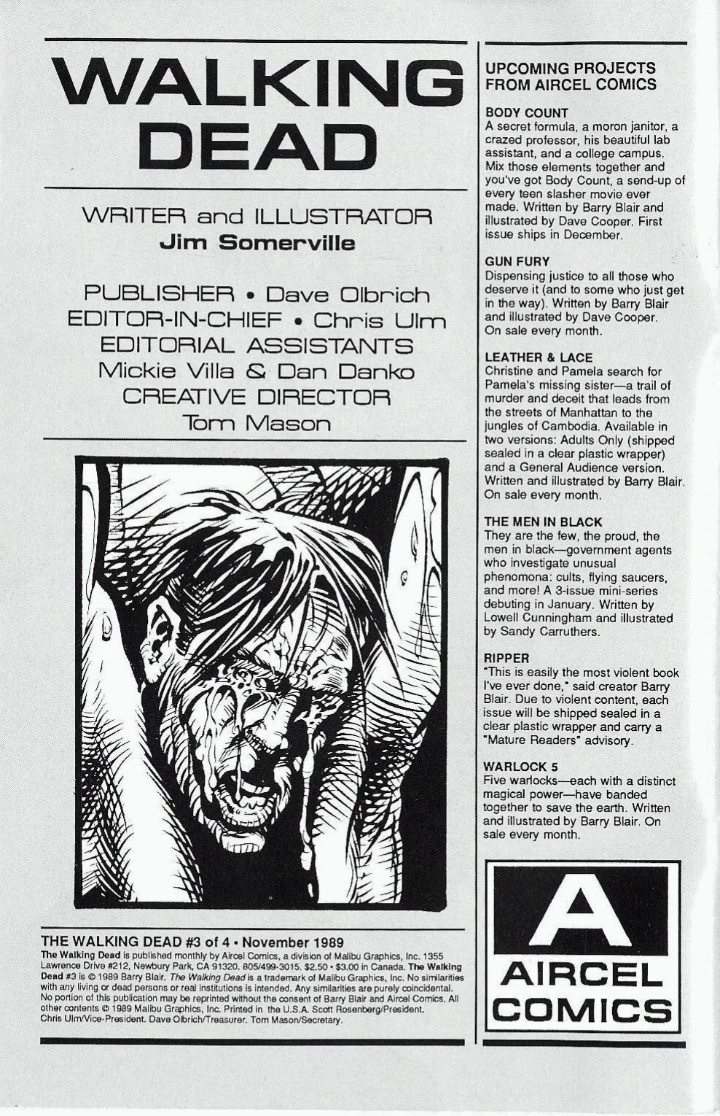 WALKING
DEAD
WRITER and ILLUSTRATOR
Jim Somerville
PUBLISHER • Dave Olbrich
EDITOR-IN-CHIEF • Chris Ulm
EDITORIAL ASSISTANTS
Mickie Villa & Dan Danko
CREATIVE DIRECTOR
Tom Mason
THE WALKING DEAD #3 of 4 • November 1989
The Walking Dead is published monthly by Aircel Comics, a division of Malibu Graphics, Inc. 1355
Lawrence Drive #212, Newbury Park, CA 91320. 805/499-3015. $2.50 • $3.00 in Canada. The Walking
Dead #3 is © 1989 Barry Blair. The Walking Dead is a trademark of Malibu Graphics, Inc. No similarities
with any living or dead persons or real institutions is intended. Any similarities are purely coincidental.
No portion of this publication may be reprinted without the consent of Barry Blair and Aircel Comics. All
other contents © 1989 Malibu Graphics, Inc. Printed in the U.S.A. Scott Rosenberg/President.
Chris Ulm/Vice-President. Dave Olbrich/Treasurer. Tom Mason/Secretary.
UPCOMING PROJECTS
FROM AIRCEL COMICS
BODY COUNT
A secret formula, a moron janitor, a
crazed professor, his beautiful lab
assistant, and a college campus.
Mix those elements together and
you've got Body Count, a send-up of
every teen slasher movie ever
made. Written by Barry Blair and
illustrated by Dave Cooper. First
issue ships in December.
GUN FURY
Dispensing justice to all those who
deserve it (and to some who just get
in the way). Written by Barry Blair
and illustrated by Dave Cooper.
On sale every month.
LEATHER & LACE
Christine and Pamela search for
Pamela's missing sister—a trail of
murder and deceit that leads from
the streets of Manhattan to the
jungles of Cambodia. Available in
two versions: Adults Only (shipped
sealed in a clear plastic wrapper)
and a General Audience version.
Written and illustrated by Barry Blair.
On sale every month.
THE MEN IN BLACK
They are the few, the proud, the
men in black—government agents
who investigate unusual
phenomona: cults, flying saucers,
and more! A 3-issue mini-series
debuting in January. Written by
Lowell Cunningham and illustrated
by Sandy Carruthers.
RIPPER
"This is easily the most violent book
I've ever done," said creator Barry
Blair. Due to violent content, each
issue will be shipped sealed in a
clear plastic wrapper and carry a
"Mature Readers" advisory.
WARLOCK 5
Five warlocks—each with a distinct
magical power—have banded
together to save the earth. Written
and illustrated by Barry Blair. On
sale every month.
A
AIRCEL
COMICS